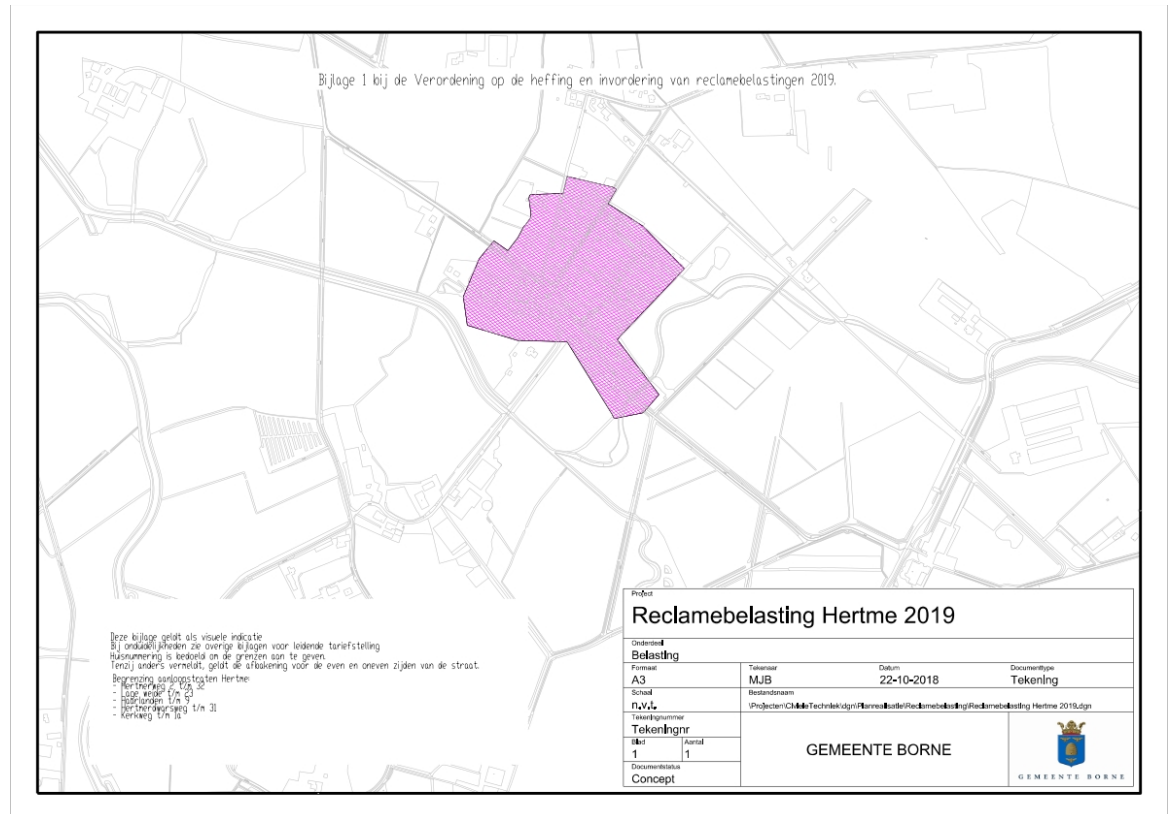 Bijlage 1 bij de Verordening op de heffing en invordering van reclamebelastingen 2019.
Deze bijlage geldt als visuele indicatie
Bij onduidelijkheden zie overige bijlagen voor leidende tariefstelling
Huisnummering is bedoeld om de grenzen aan te geven.
Tenzij anders vermeldt, geldt de afbakening voor de even en oneven zijden van de straat.
Begrenzing aanloopstraten Hertme:
- Hertmerweg 2 t/m 32
- Lage weide t/m 23
- Haarlanden t/m 9
- Hertmerdwarsweg t/m 31
- Kerkweg t/m 1a
Project
Reclamebelasting Hertme 2019
Onderdeel
Belasting
Formaat Tekenaar Datum Documenttype
A3 MJB 22-10-2018 Tekening
Schaal Bestandsnaam
n.v.t. \Projecten\CivieleTechniek\dgn\Planrealisatie\Reclamebelasting\Reclamebelasting Hertme 2019.dgn
Tekeningnummer
Tekeningnr
Blad Aantal
1 1
GEMEENTE BORNE
GEMEENTE BORNE
Documentstatus
Concept